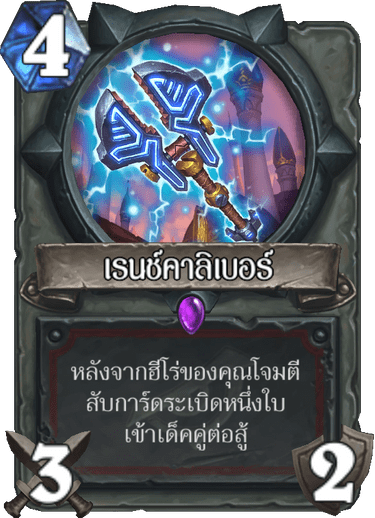 4
เรนช์คาลิเบอร์
หลังจากฮีโร่ของคุณโจมตี
สับการ์ดระเบิดหนึ่งใบ
เข้าเด็คคู่ต่อสู้
3
2